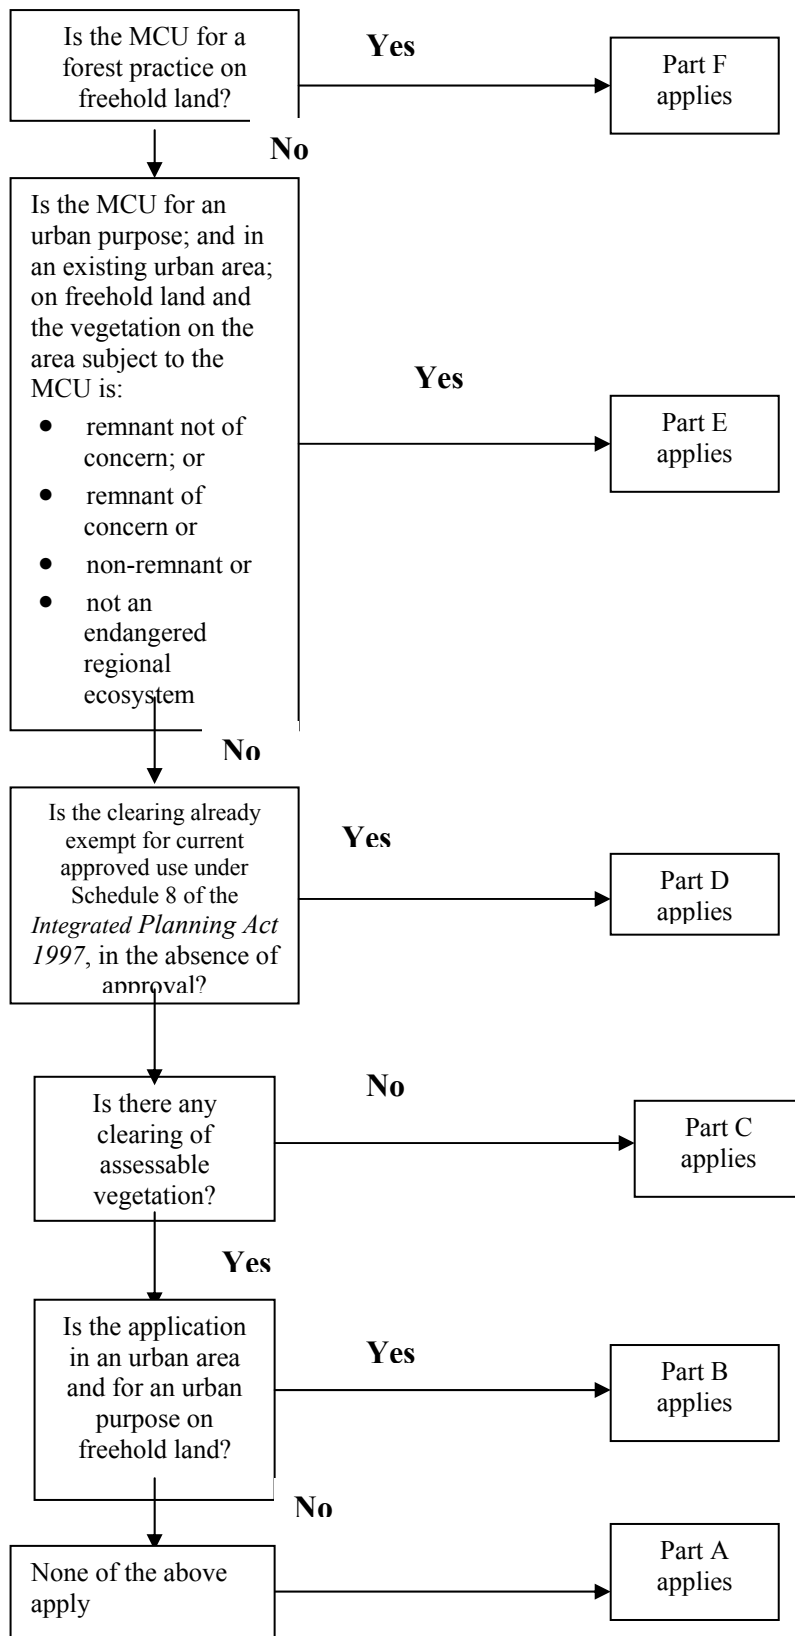 Is the MCU for a
forest practice on
freehold land?
Yes
Part F
applies
No
Is the MCU for an
urban purpose; and in
an existing urban area;
on freehold land and
the vegetation on the
area subject to the
MCU is:
• remnant not of
concern; or
• remnant of
concern or
• non-remnant or
• not an
endangered
regional
ecosystem
Yes
Part E
applies
No
Is the clearing already
exempt for current
approved use under
Schedule 8 of the
Integrated Planning Act
1997, in the absence of
approval?
Yes
Part D
applies
Is there any
clearing of
assessable
vegetation?
No
Part C
applies
Yes
Is the application
in an urban area
and for an urban
purpose on
freehold land?
Yes
Part B
applies
No
None of the above
apply
Part A
applies